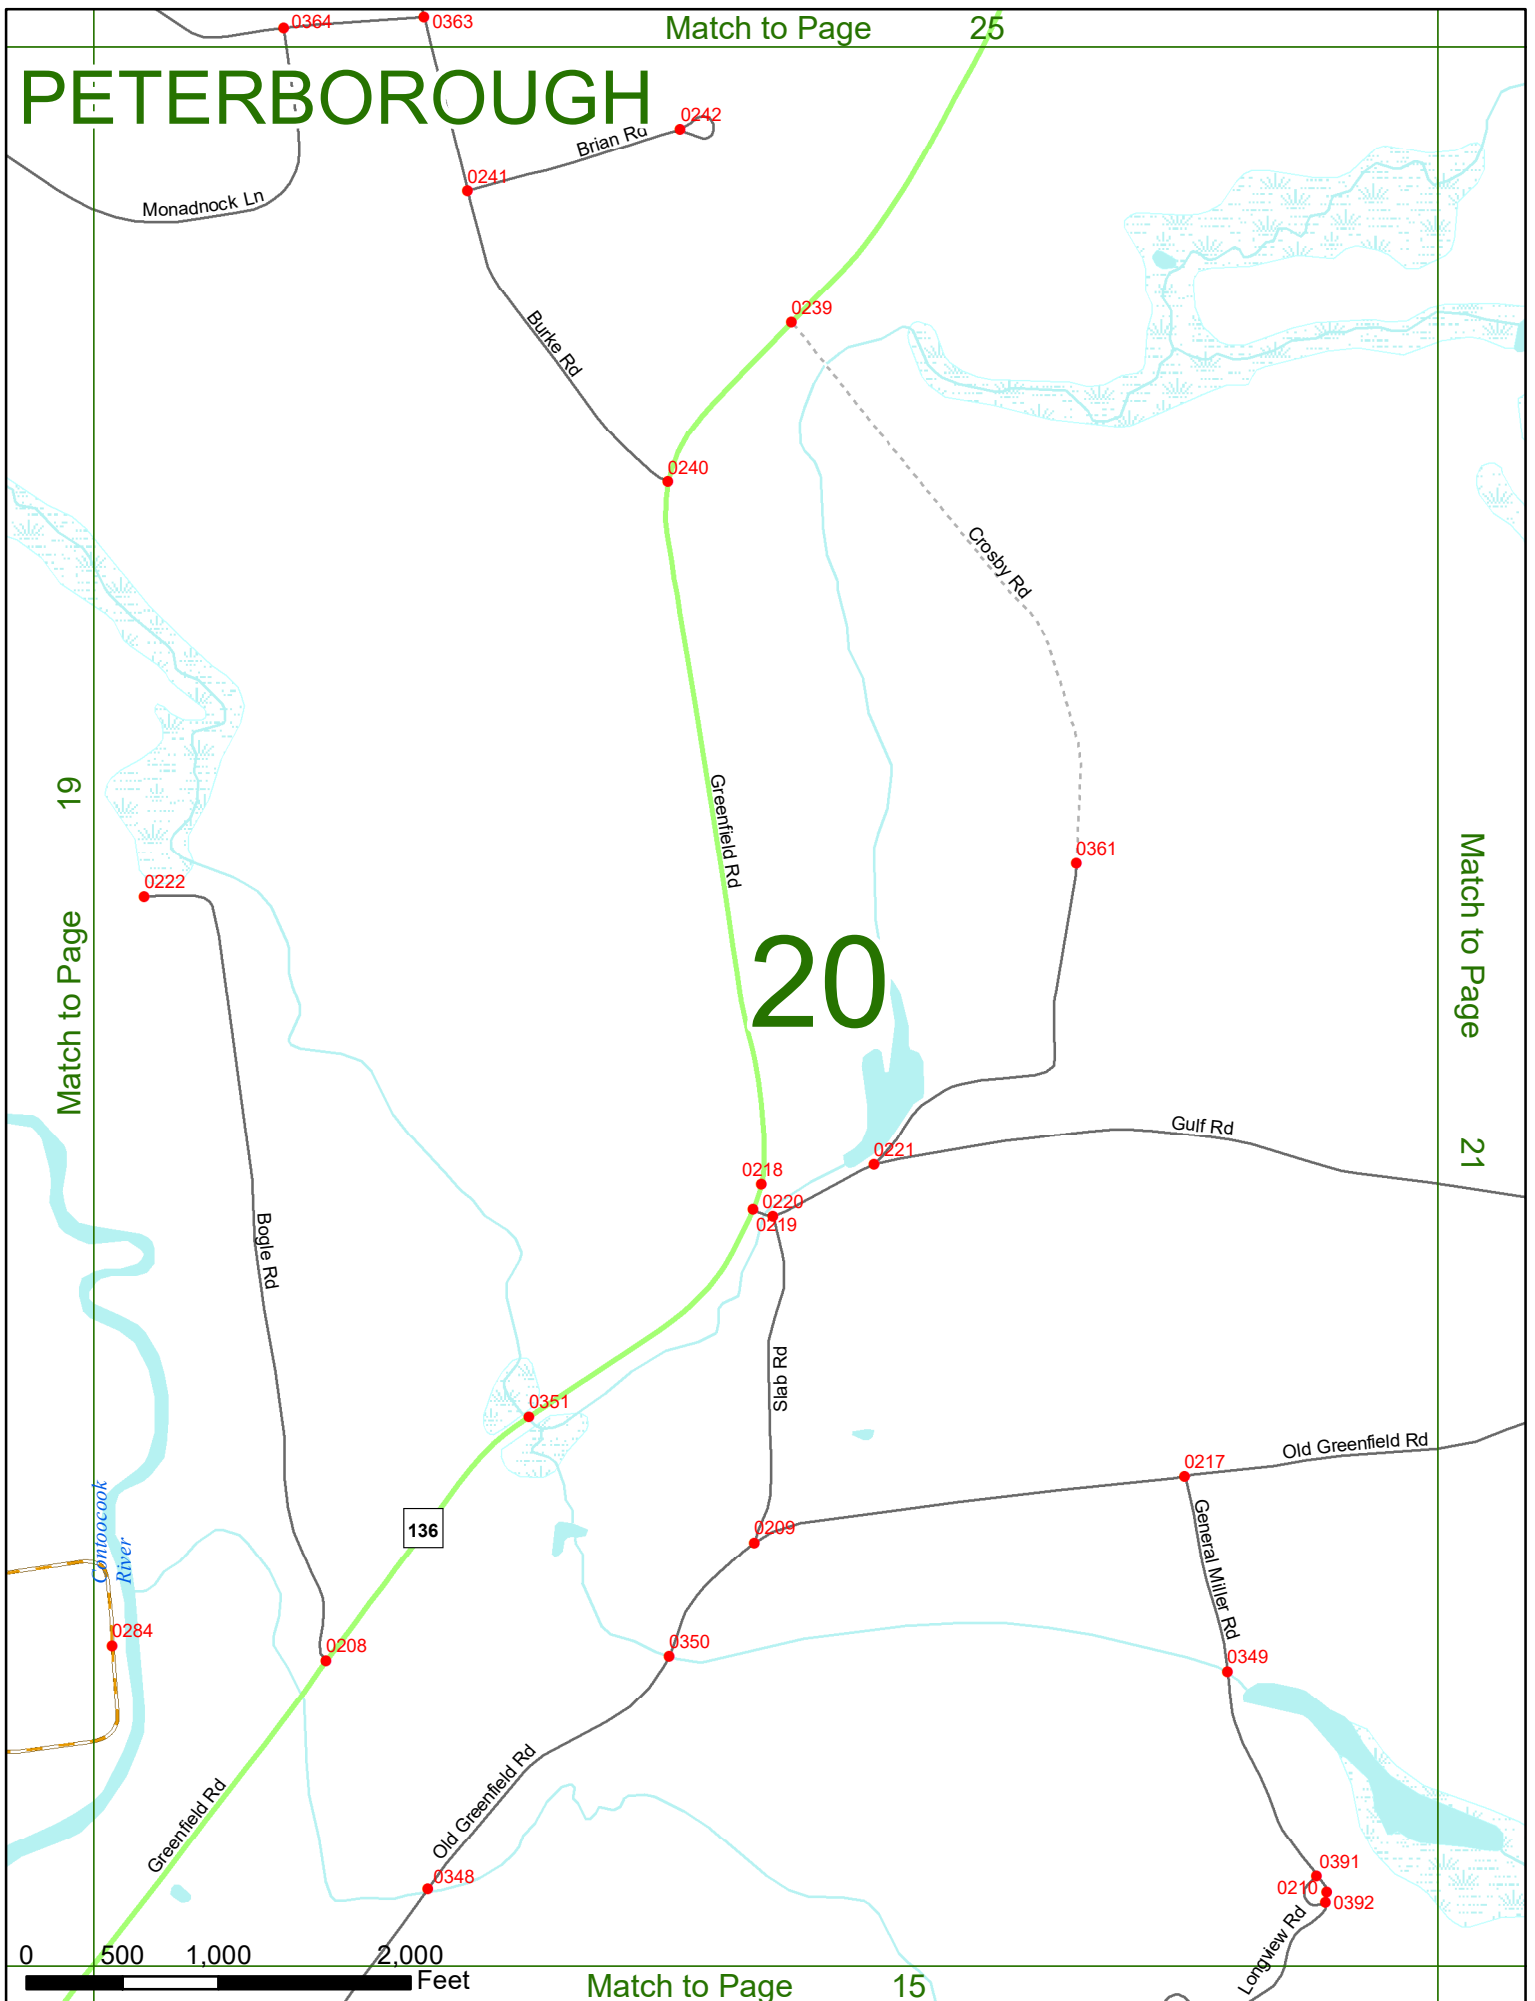 Match to Page 25
0364
0363
PETERBOROUGH
0242
Brian Rd
0241
Monadnock Ln
0239
Burke Rd
0240
Crosby Rd
Greenfield Rd
19
Match to Page
0361
Match to Page
21
0222
20
Gulf Rd
0221
0218
0220
0219
Bogle Rd
Slab Rd
0351
Old Greenfield Rd
0217
Contoocook
River
136
0209
General Miller Rd
0284
0208
0350
0349
Greenfield Rd
Old Greenfield Rd
0348
0391
0210
0392
Longview Rd
0 500 1,000 2,000
Feet
Match to Page 15